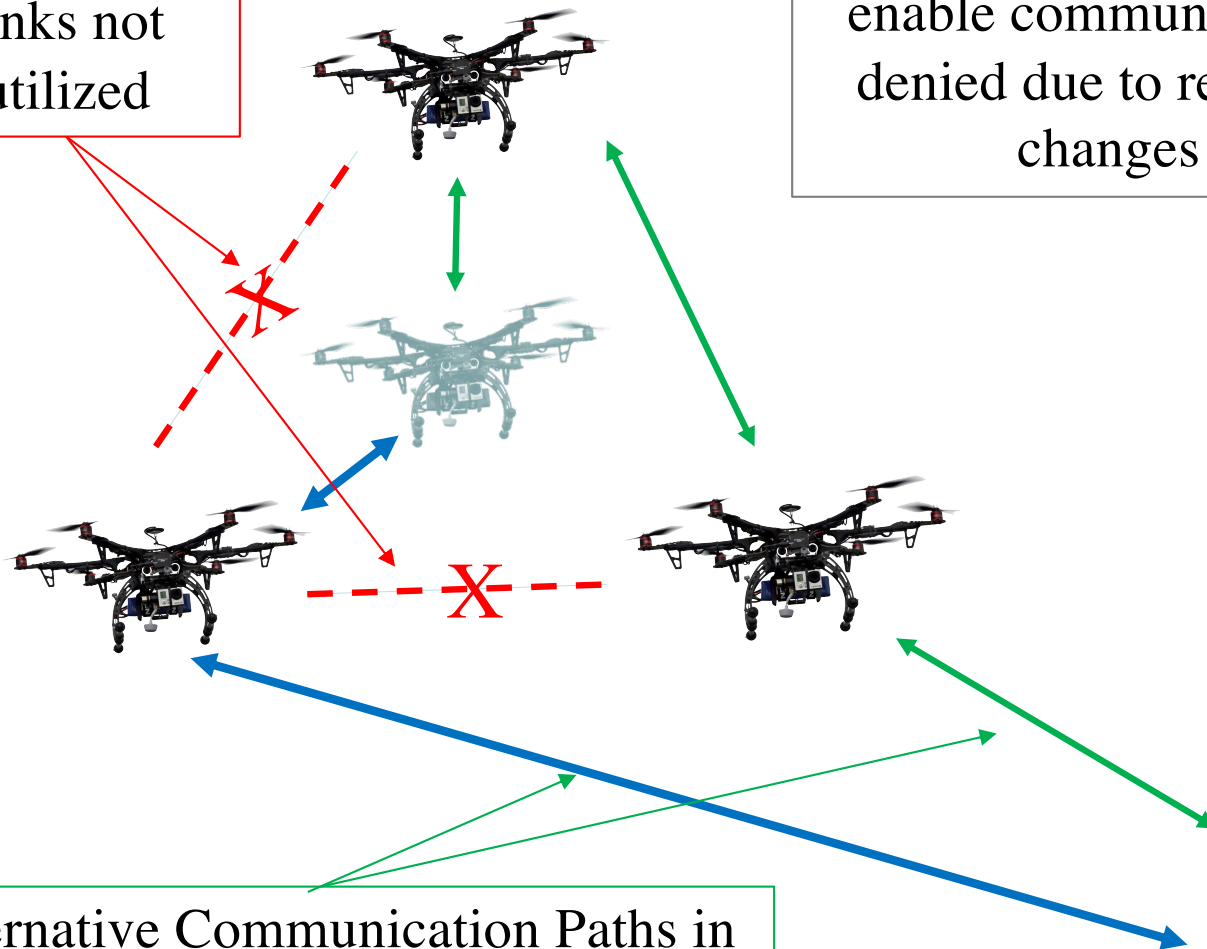 nks not
utilized
enable commun
denied due to re
changes
X
X
ernative Communication Paths in